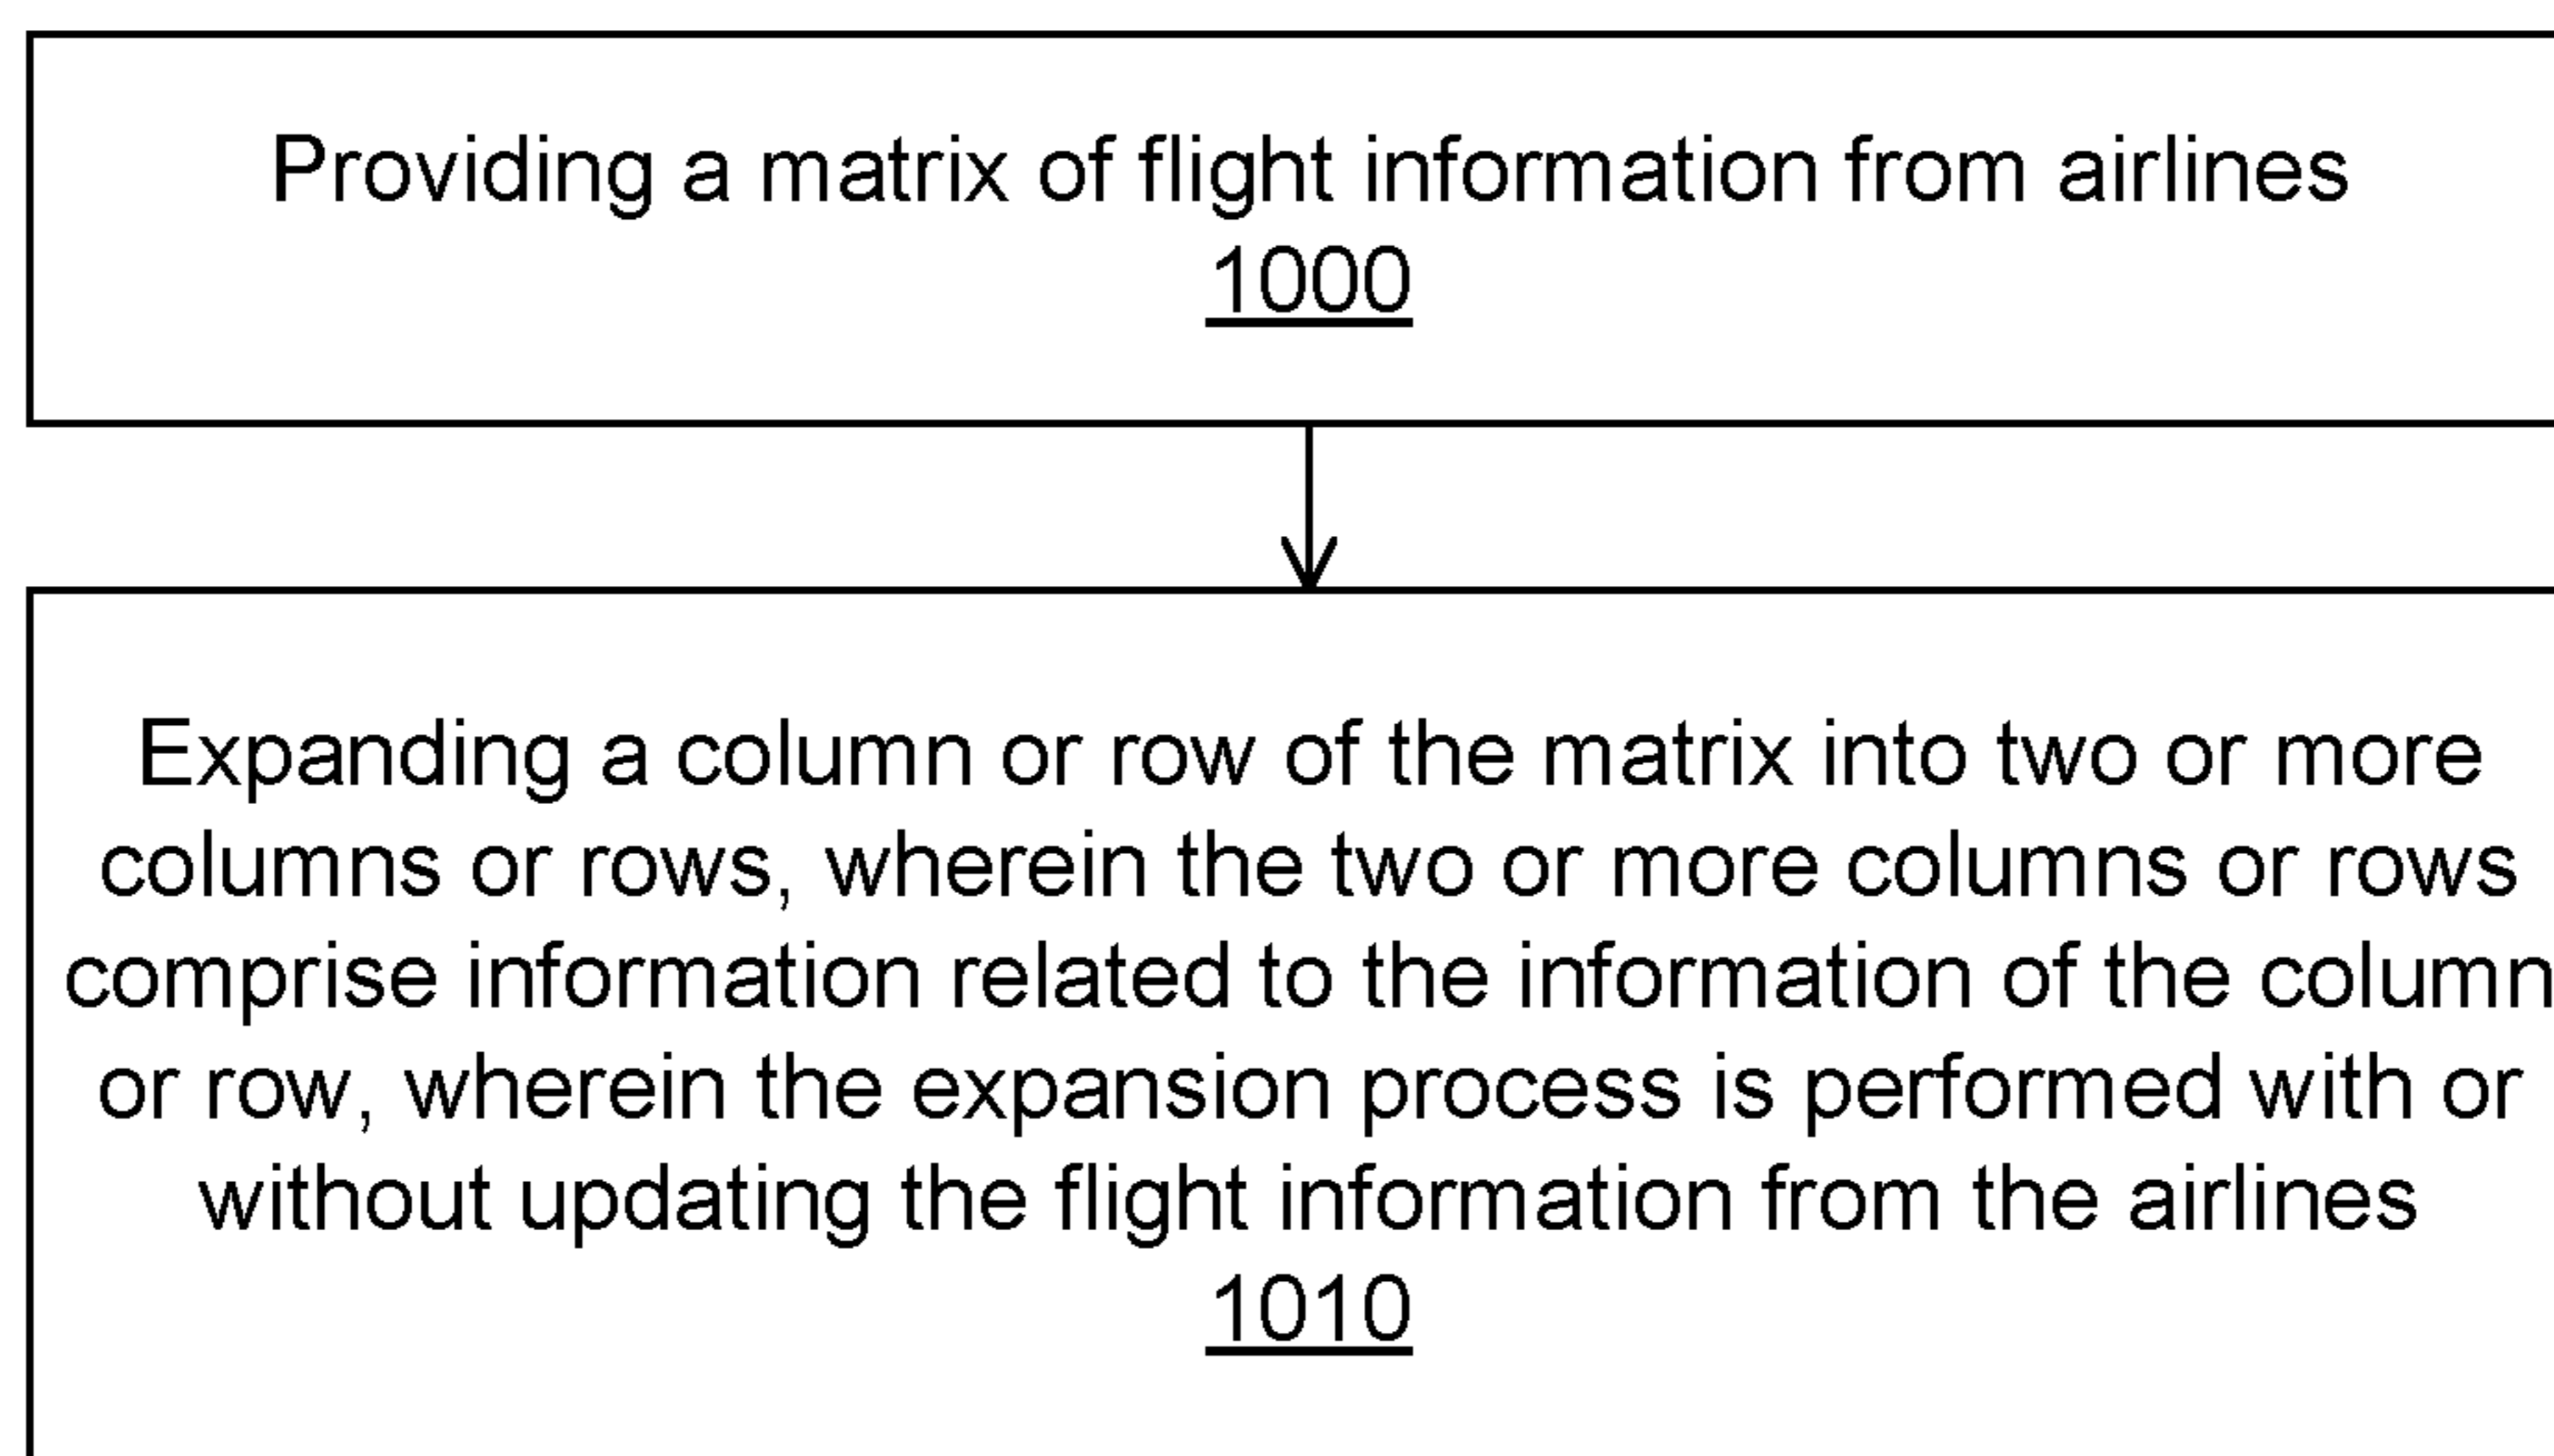 Providing a matrix of flight information from airlines
1000
Expanding a column or row of the matrix into two or more
columns or rows, wherein the two or more columns or rows
comprise information related to the information of the column
or row, wherein the expansion process is performed with or
without updating the flight information from the airlines
1010